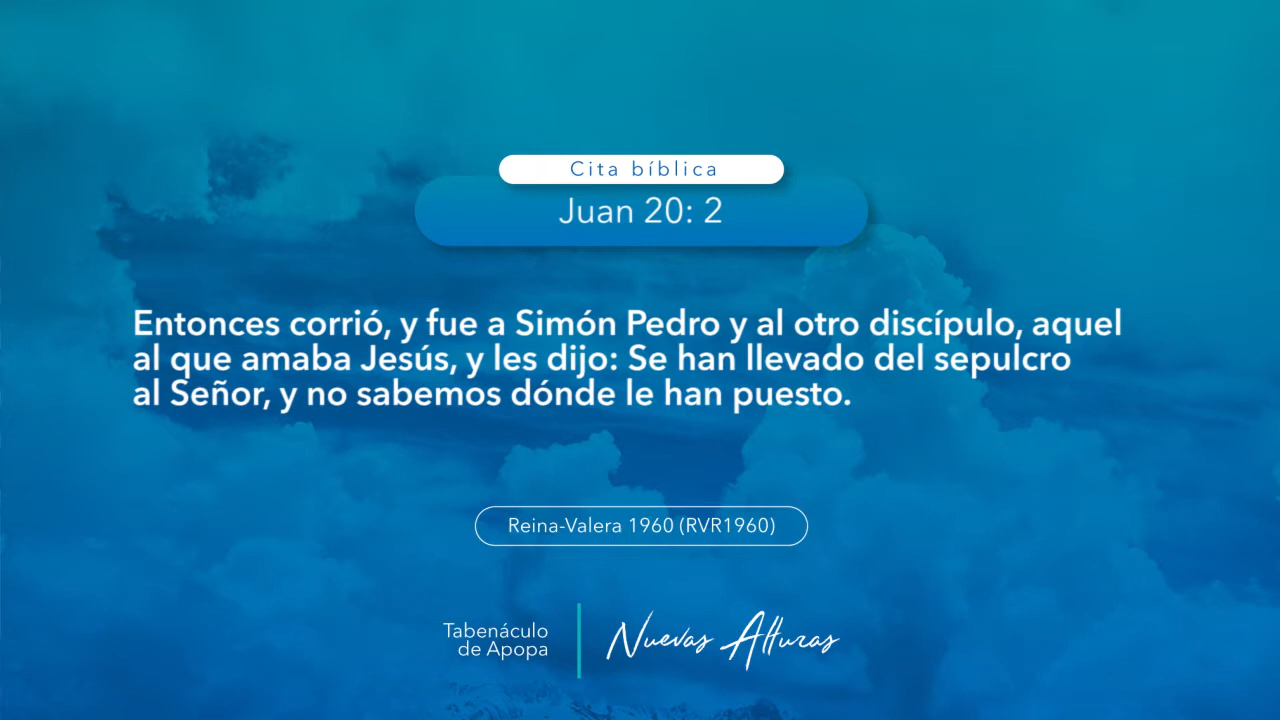 Cita bíblica
Juan 20: 2
Entonces corrió, y fue a Simón Pedro y al otro discípulo, aquel
al que amaba Jesús, y les dijo: Se han llevado del sepulcro
al Señor, y no sabemos dónde le han puesto.
Reina-Valera 1960 (RVR1960)
Tabenáculo
de Apopa
Nuevas Alturas